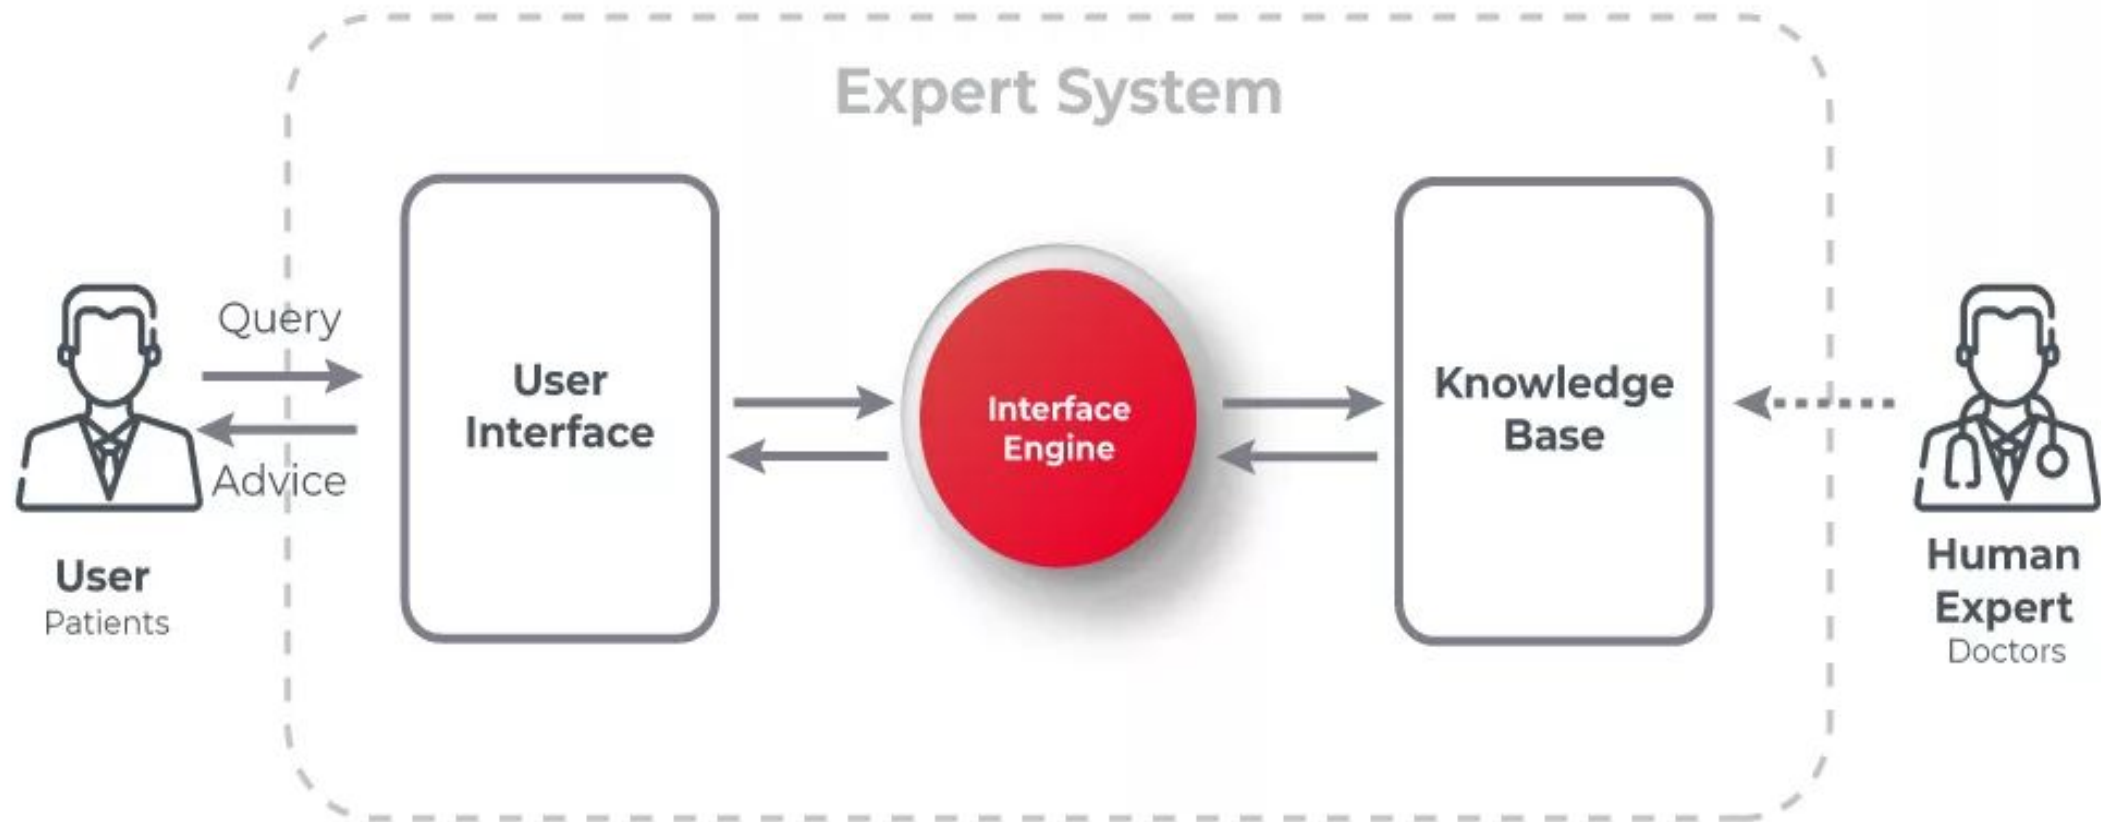 Expert System
Query
Advice
User
Patients
User
Interface
Interface
Engine
Knowledge
Base
Human
Expert
Doctors